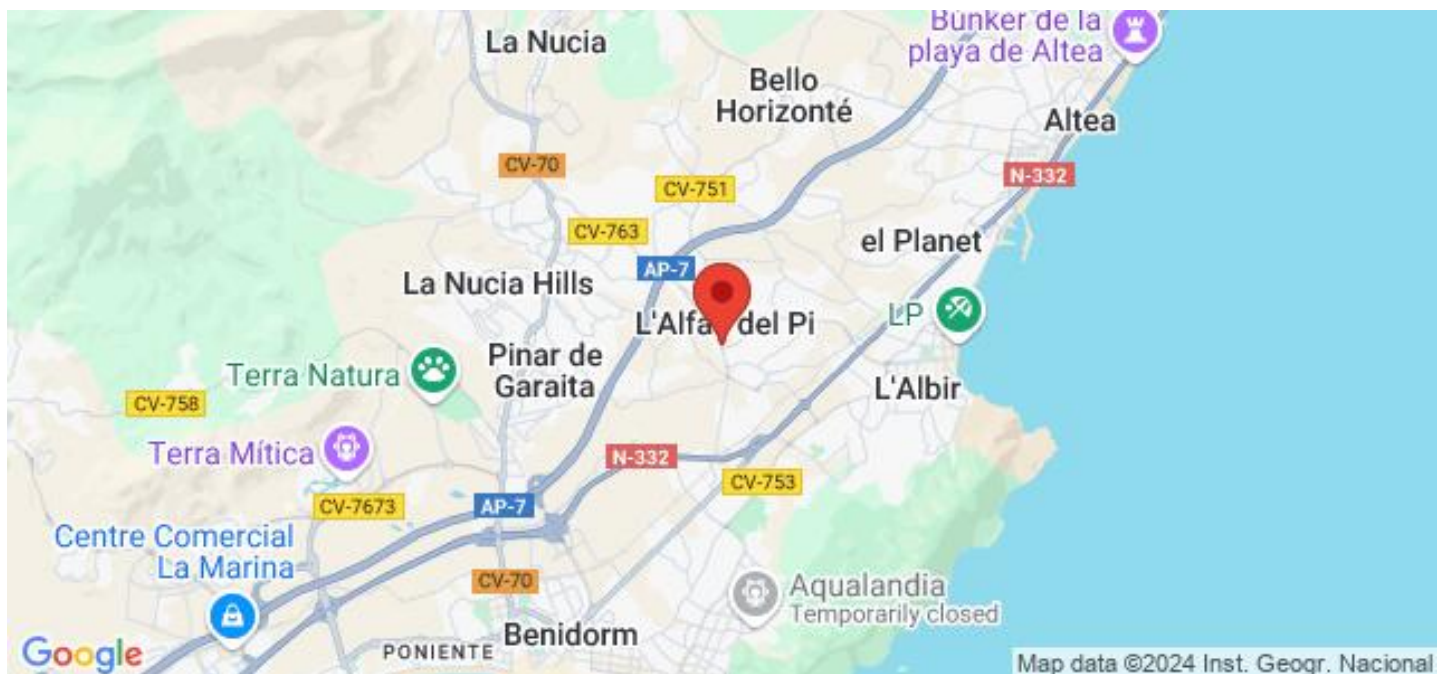 Búnker de la
playa de Altea
La Nucia
Bello
Horizonté
Altea
CV-70
N-332
CV-751
CV-763
el Planet
AP-7
La Nucia Hills
LP
L'Alfa
del Pi
Pinar de
Garaita
Terra Natura
L'Albir
CV-758
Terra Mítica
N-332
CV-753
CV-7673
AP-7
Centre Comercial
La Marina
CV-70
Aqualandia
Temporarily closed
Benidorm
PONIENTE
Google
Map data ©2024 Inst. Geogr. Nacional